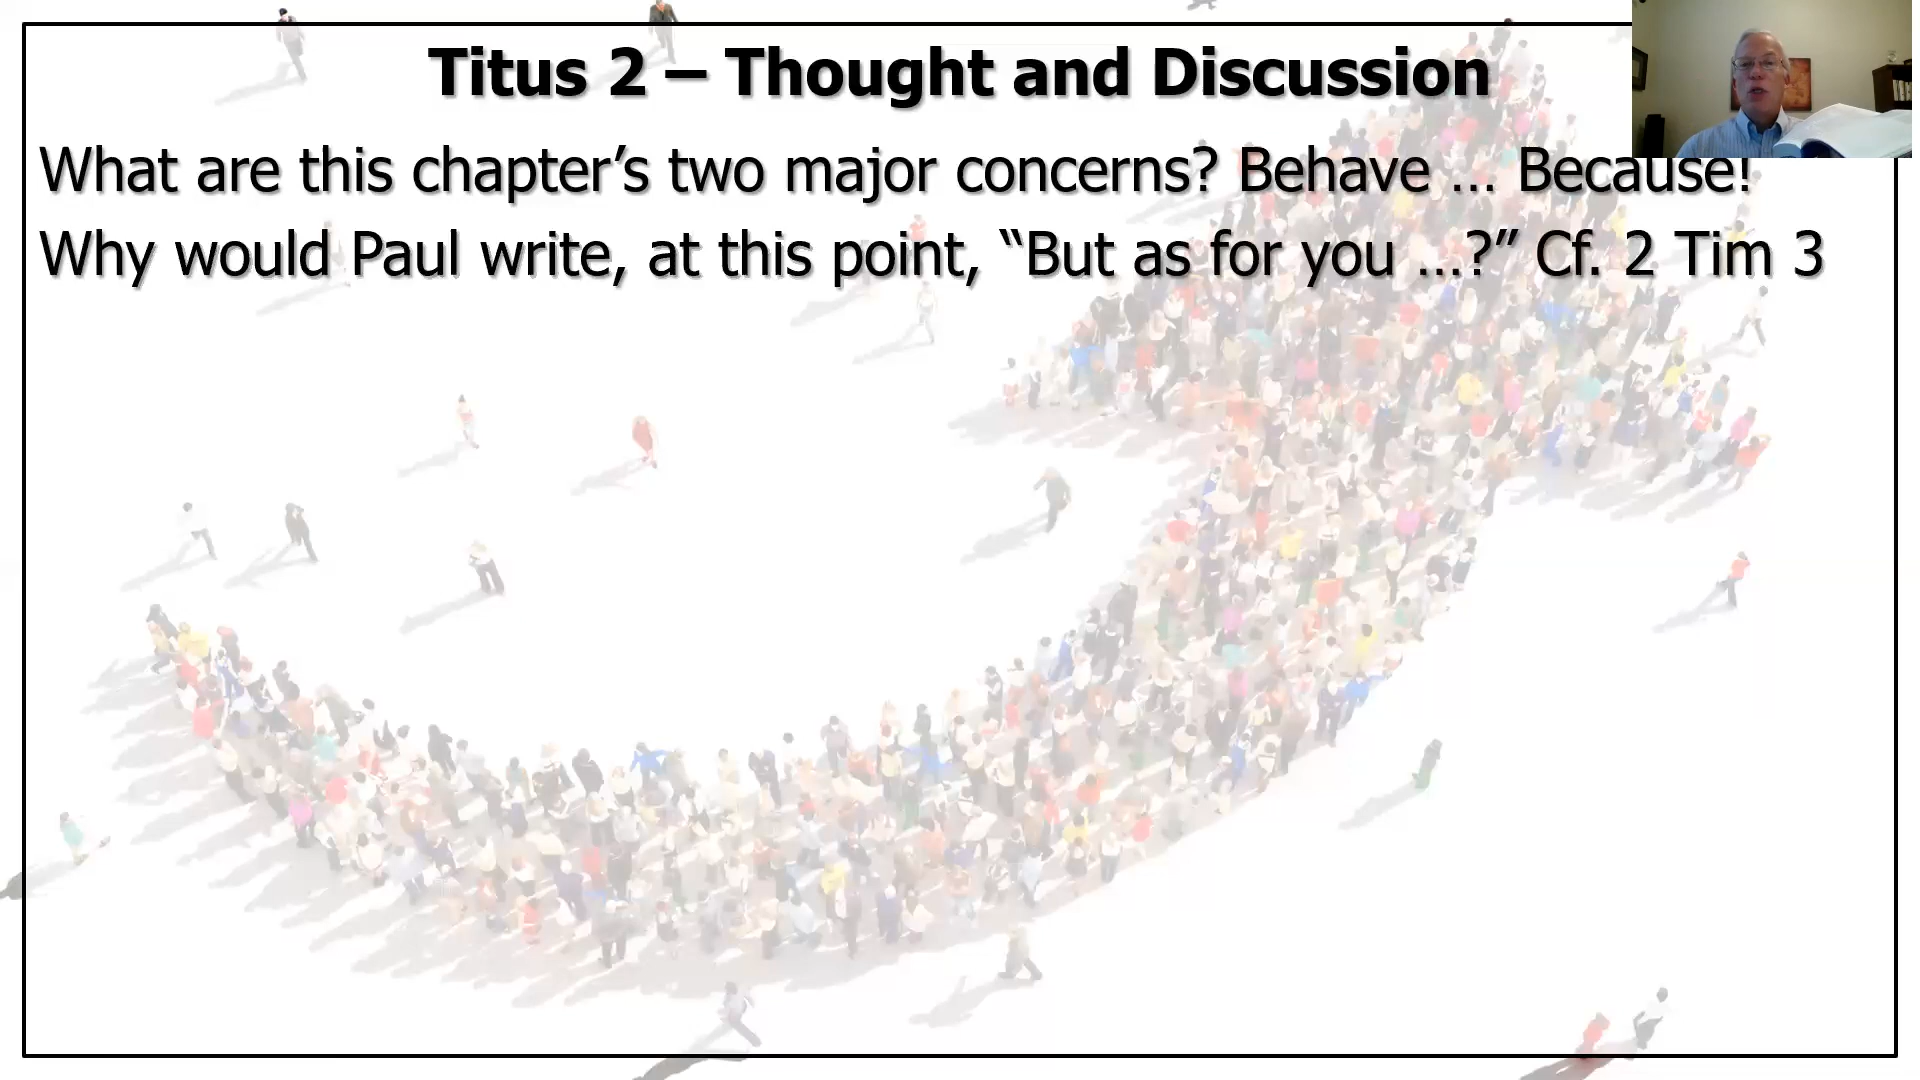 Titus 2 – Thought and Discussion
What are this chapter’s two major concerns? Behave … Because!
Why would Paul write, at this point, “But as for you …?” Cf. 2 Tim 3